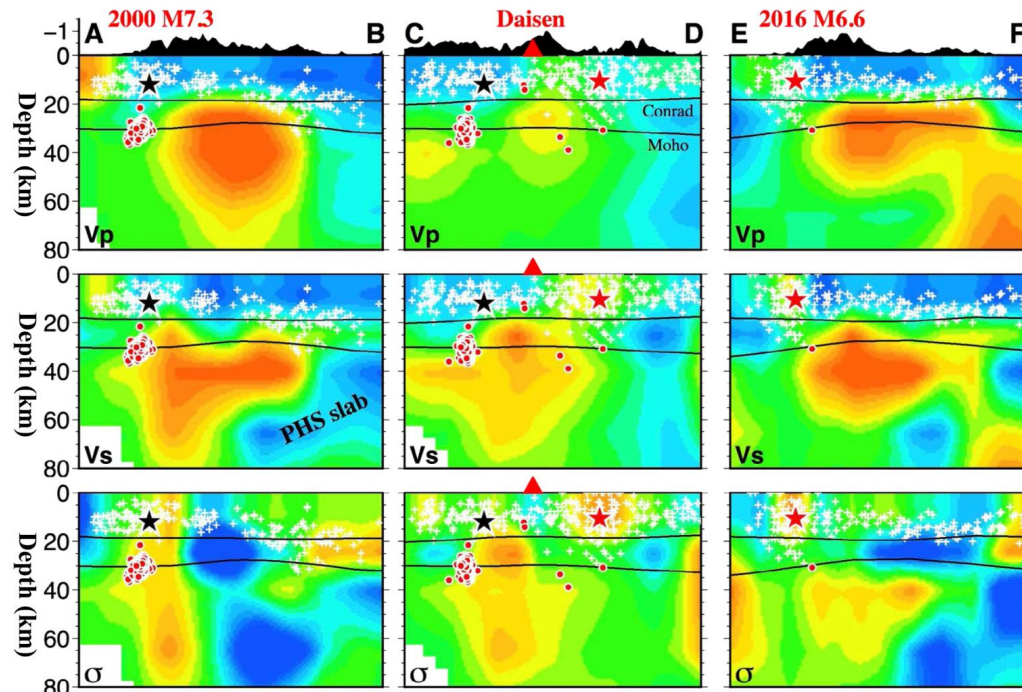 2000 M7.3 Daisen 2016 M6.6
A B C D E F
-1
0
20
40
60
80
Depth (km)
Conrad
Moho
Vp Vp Vp
0
20
40
60
80
Depth (km)
PHS slab
Vs Vs Vs
0
20
40
60
80
Depth (km)
σ σ σ